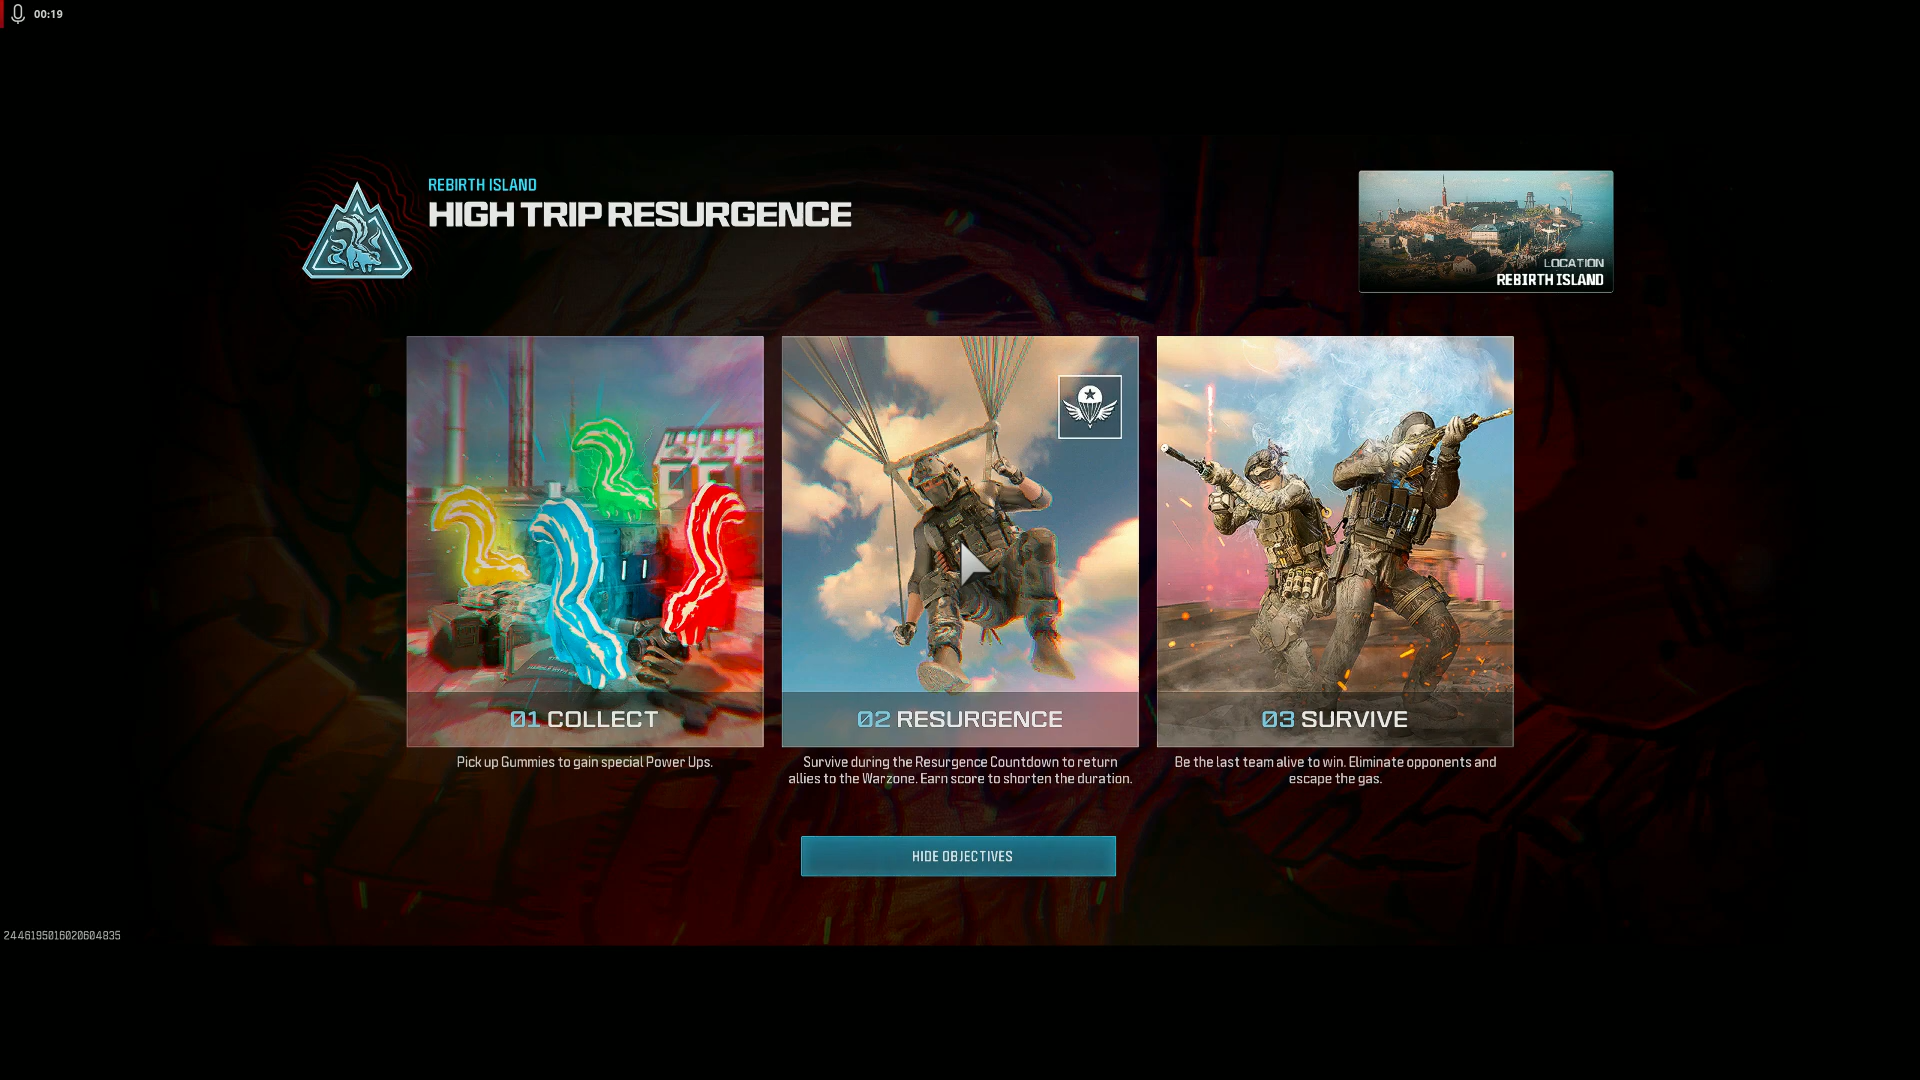 00:19
REBIRTH ISLAND
HIGH TRIP RESURGENCE
LOCATION
REBIRTH ISLAND
01 COLLECT
Pick up Gummies to gain special Power Ups.
02 RESURGENCE
Survive during the Resurgence Countdown to return
allies to the Warzone. Earn score to shorten the duration.
03 SURVIVE
Be the last team alive to win. Eliminate opponents and
escape the gas.
HIDE OBJECTIVES
2446195016020604835